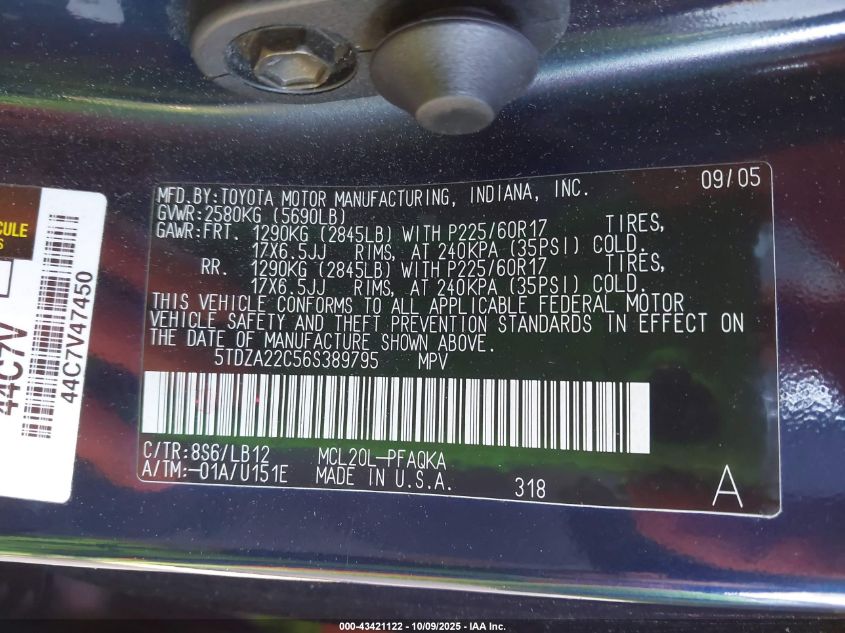 MFD.BY:TOYOTA MOTOR MANUFACTURING, INDIANA, INC. 09/05
GVWR:2580KG (5690LB)
GAWR:FRT. 1290KG (2845LB) WITH P225/60R17 TIRES,
17X6.5JJ RIMS, AT 240KPA (35PSI) COLD.
RR. 1290KG (2845LB) WITH P225/60R17 TIRES,
17X6.5JJ RIMS, AT 240KPA (35PSI) COLD.
THIS VEHICLE CONFORMS TO ALL APPLICABLE FEDERAL MOTOR
VEHICLE SAFETY AND THEFT PREVENTION STANDARDS IN EFFECT ON
THE DATE OF MANUFACTURE SHOWN ABOVE.
5TDZA22C56S389795 MPV
C/TR:8S6/LB12 MCL20L-PFAQKA
A/TM:-01A/U151E MADE IN U.S.A. 318 A
44C7V
44C7V47450
000-43421122 - 10/09/2025 - IAA Inc.